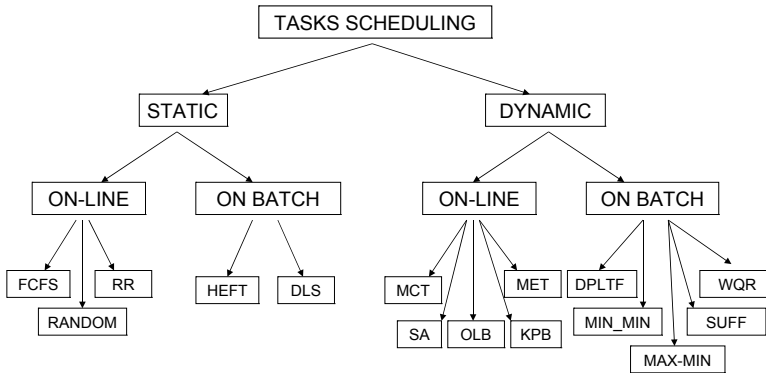 TASKS SCHEDULING
STATIC
DYNAMIC
ON-LINE
ON BATCH
ON-LINE
ON BATCH
FCFS
RR
RANDOM
HEFT
DLS
MCT
MET
SA
OLB
KPB
DPLTF
WQR
MIN_MIN
SUFF
MAX-MIN